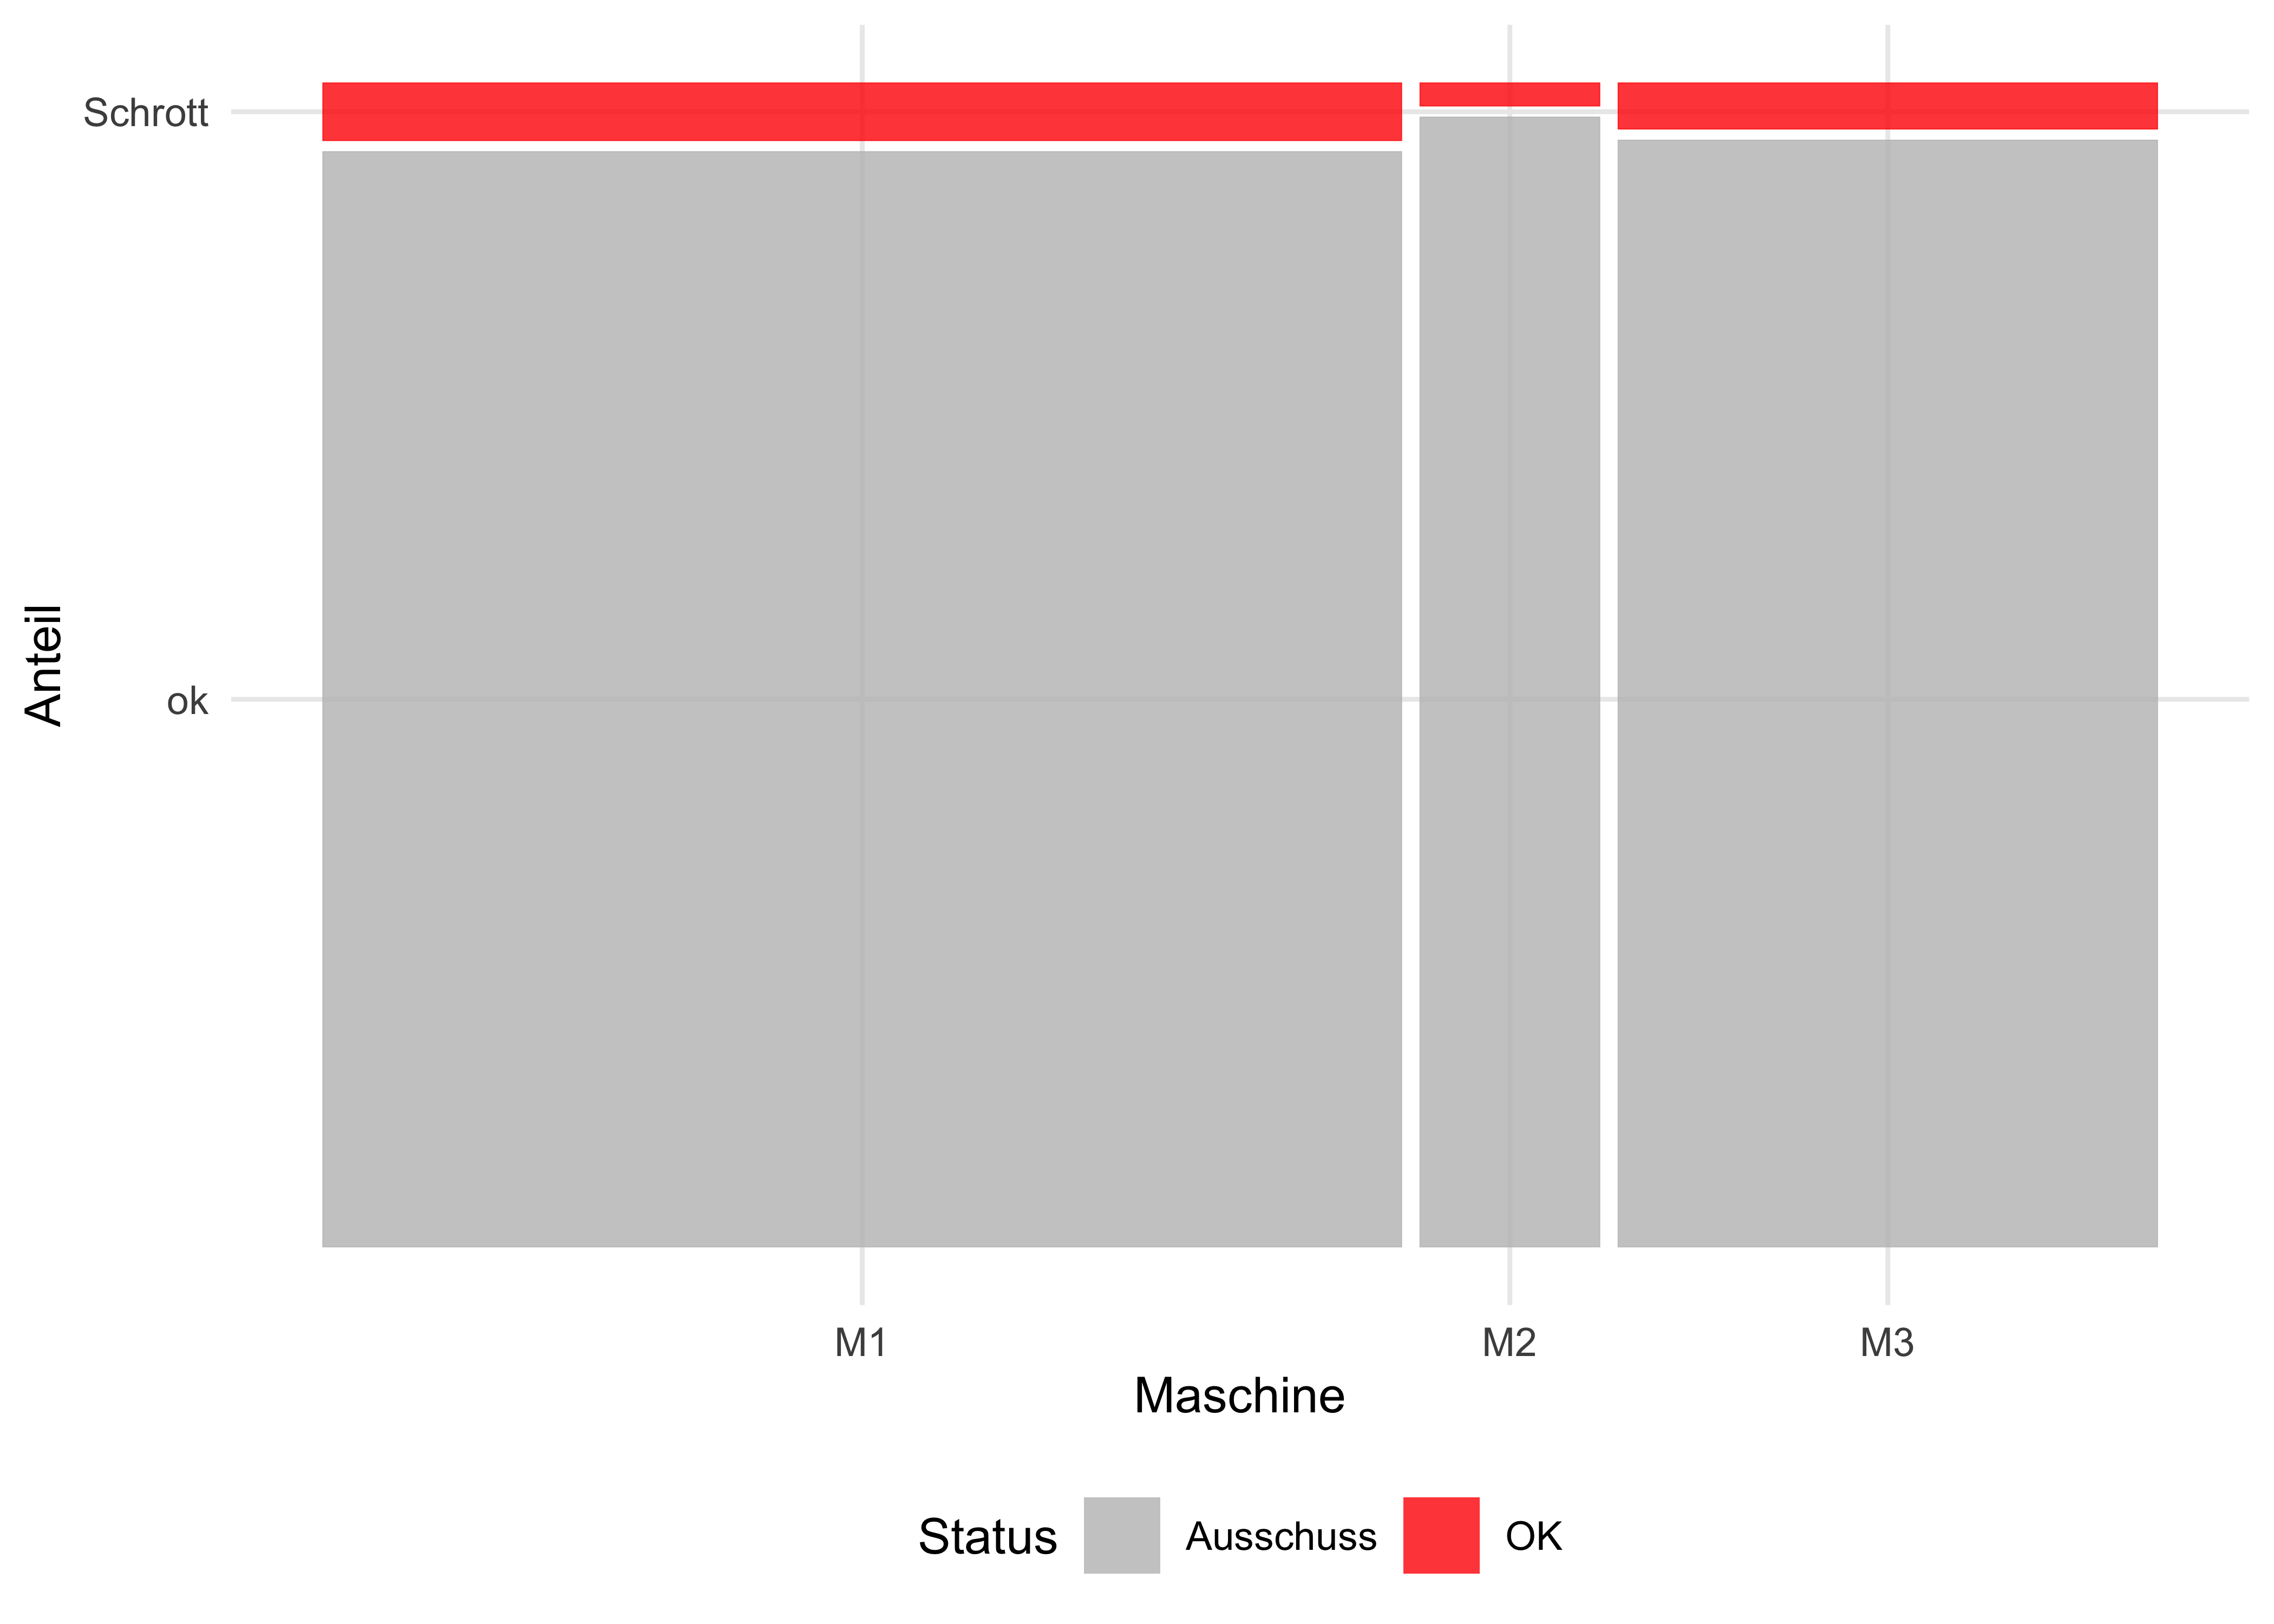 Schrott
ok
Anteil
M1 M2 M3
Maschine
Status Ausschuss OK